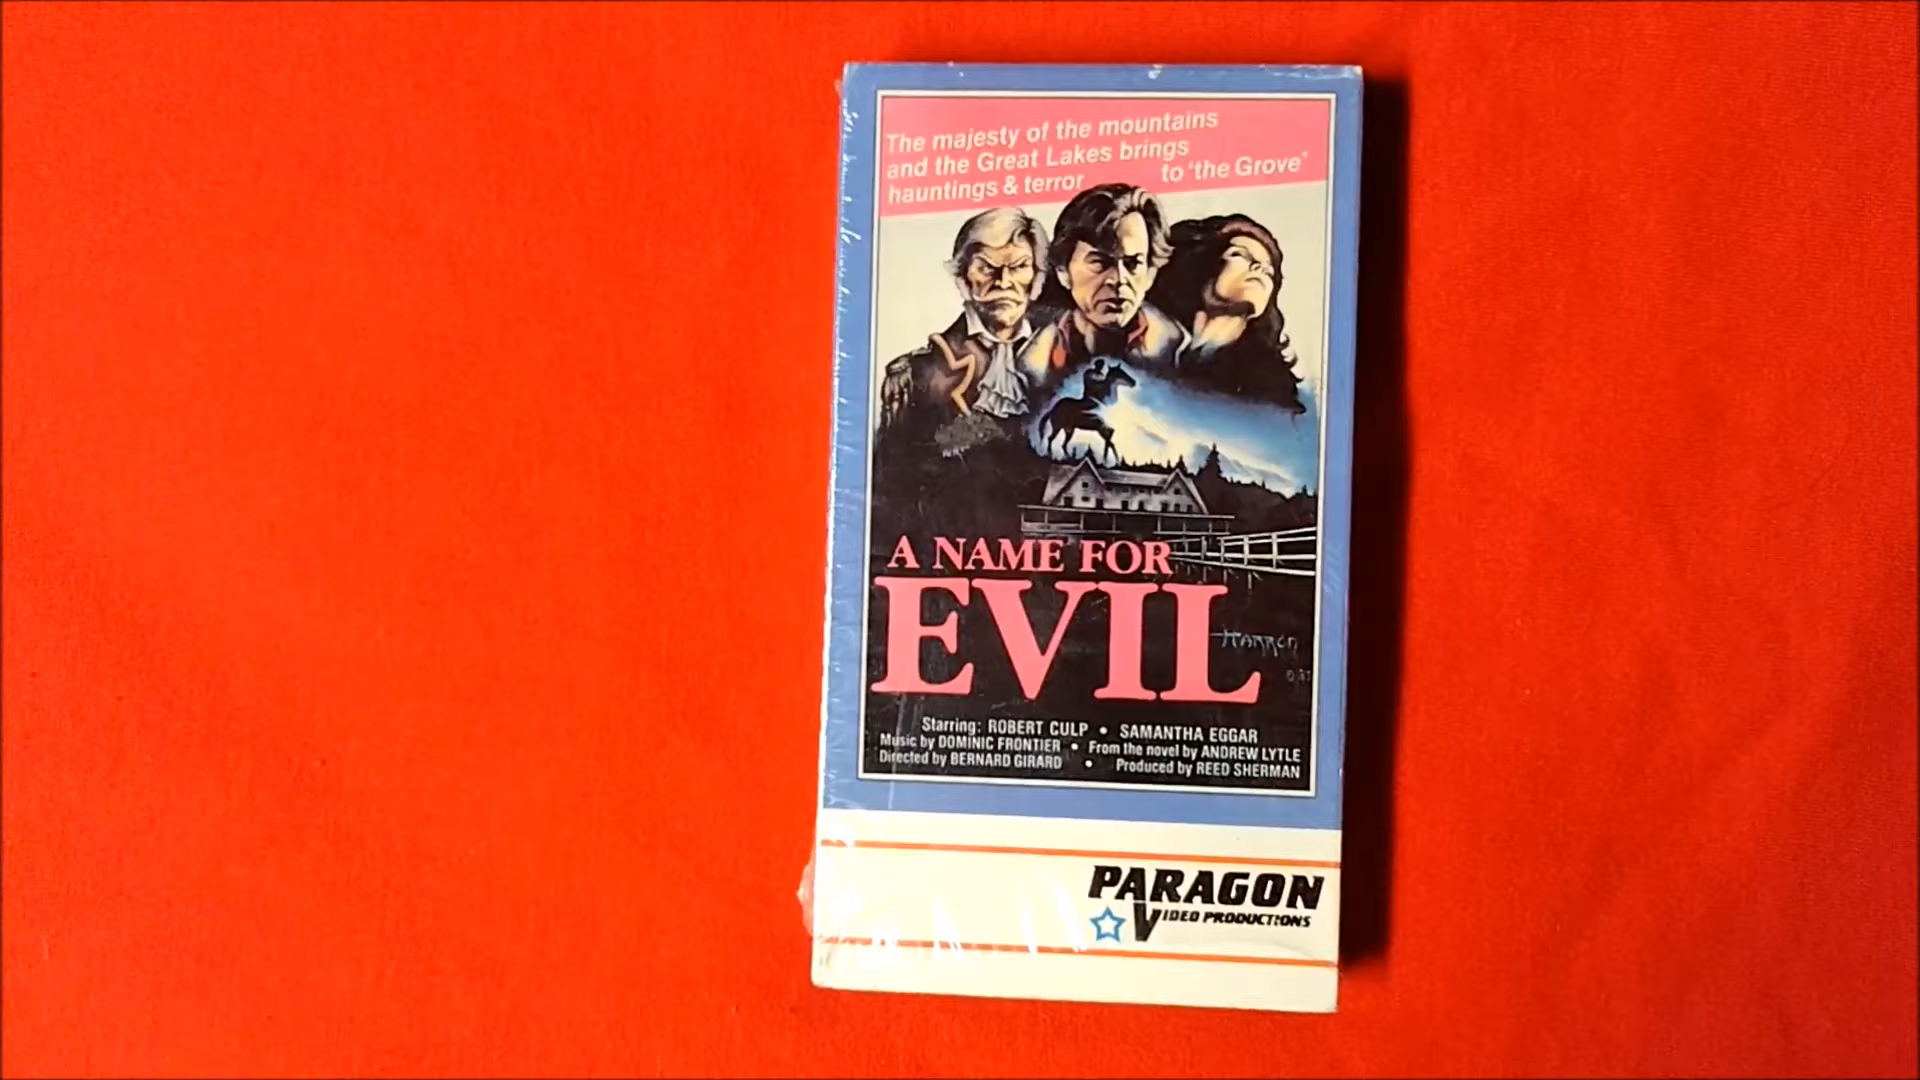 The majesty of the mountains
and the Great Lakes brings
hauntings & terror to 'the Grove'
A NAME FOR
EVIL
Starring: ROBERT CULP • SAMANTHA EGGAR
Music by DOMINIC FRONTIER • From the novel by ANDREW LYTLE
Directed by BERNARD GIRARD • Produced by REED SHERMAN
PARAGON
VIDEO PRODUCTIONS